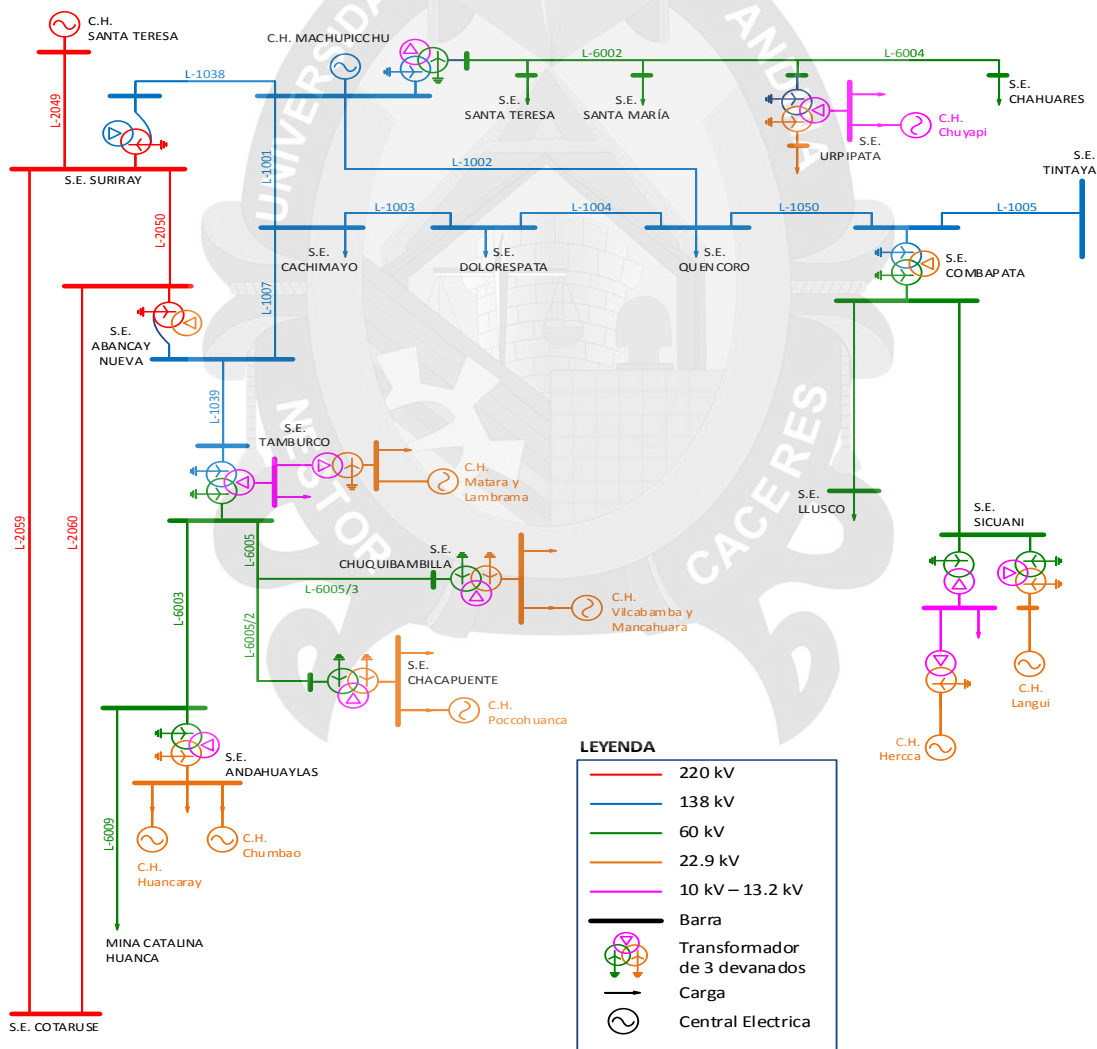 C.H.
SANTA TERESA
L-2049
L-1038
C.H. MACHUPICCHU
L-6002
L-6004
S.E.
SANTA TERESA
S.E.
SANTA MARÍA
S.E.
CHAHUARES
C.H.
Chuyapi
S.E.
URPIPATA
S.E. SURIRAY
L-1001
L-1002
S.E.
TINTAYA
L-2050
L-1003
L-1004
L-1050
L-1005
S.E.
CACHIMAYO
S.E.
DOLORESPATA
S.E.
QUENCORO
S.E.
COMBAPATA
L-1007
S.E.
ABANCAY
NUEVA
L-1039
S.E.
TAMBURCO
C.H.
Matara y
Lambrama
S.E.
LLUSCO
S.E.
SICUANI
L-2059
L-2060
L-6005
S.E.
CHUQUIBAMBILLA
L-6005/3
L-6003
L-6005/2
C.H.
Vilcabamba y
Mancahuara
S.E.
CHACAPUENTE
C.H.
Poccohuanca
C.H.
Langui
C.H.
Hercca
S.E.
ANDAHUAYLAS
L-6009
C.H.
Huancaray
C.H.
Chumbao
MINA CATALINA
HUANCA
S.E. COTARUSE
LEYENDA
220 kV
138 kV
60 kV
22.9 kV
10 kV – 13.2 kV
Barra
Transformador
de 3 devanados
Carga
Central Electrica
UNIVERSIDA
ANDINA
NESTOR
CACERES